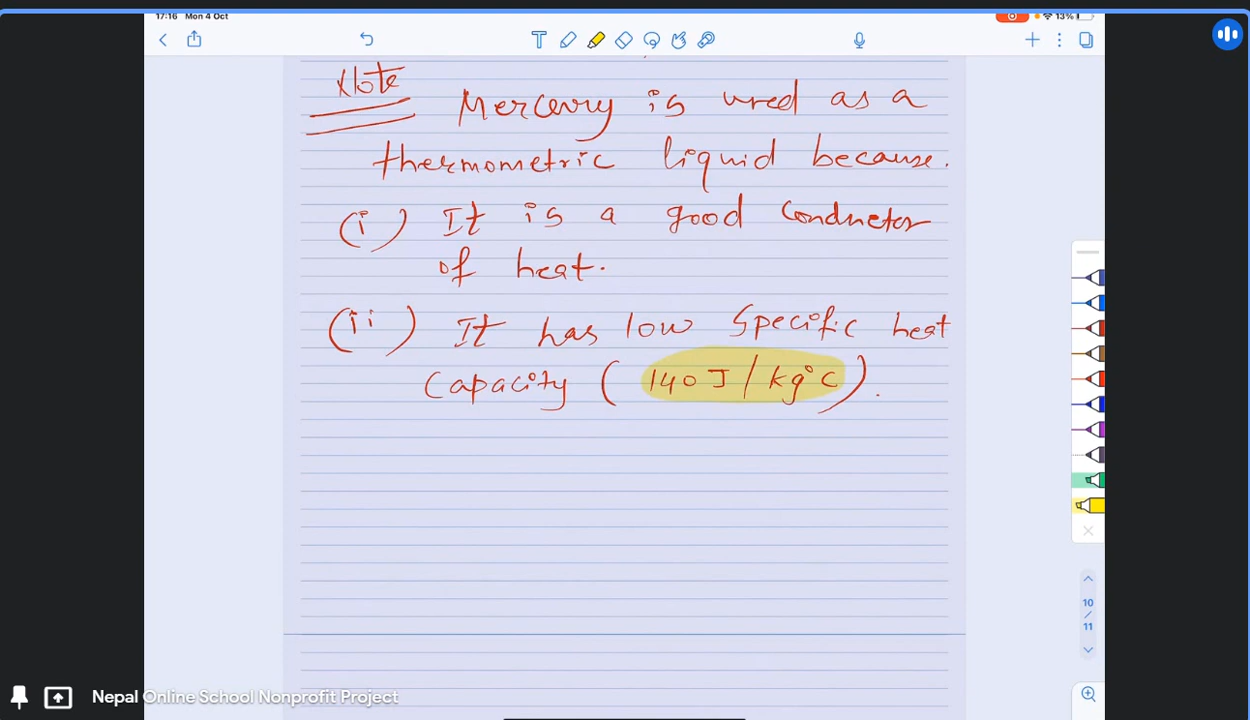 17:16 Mon 4 Oct
13%
T
Note
Mercury is used as a
thermometric liquid because.
(i) It is a good conductor
of heat.
(ii) It has low specific heat
capacity ( 140 J / kg°C ).
10
/
11
Nepal Online School Nonprofit Project